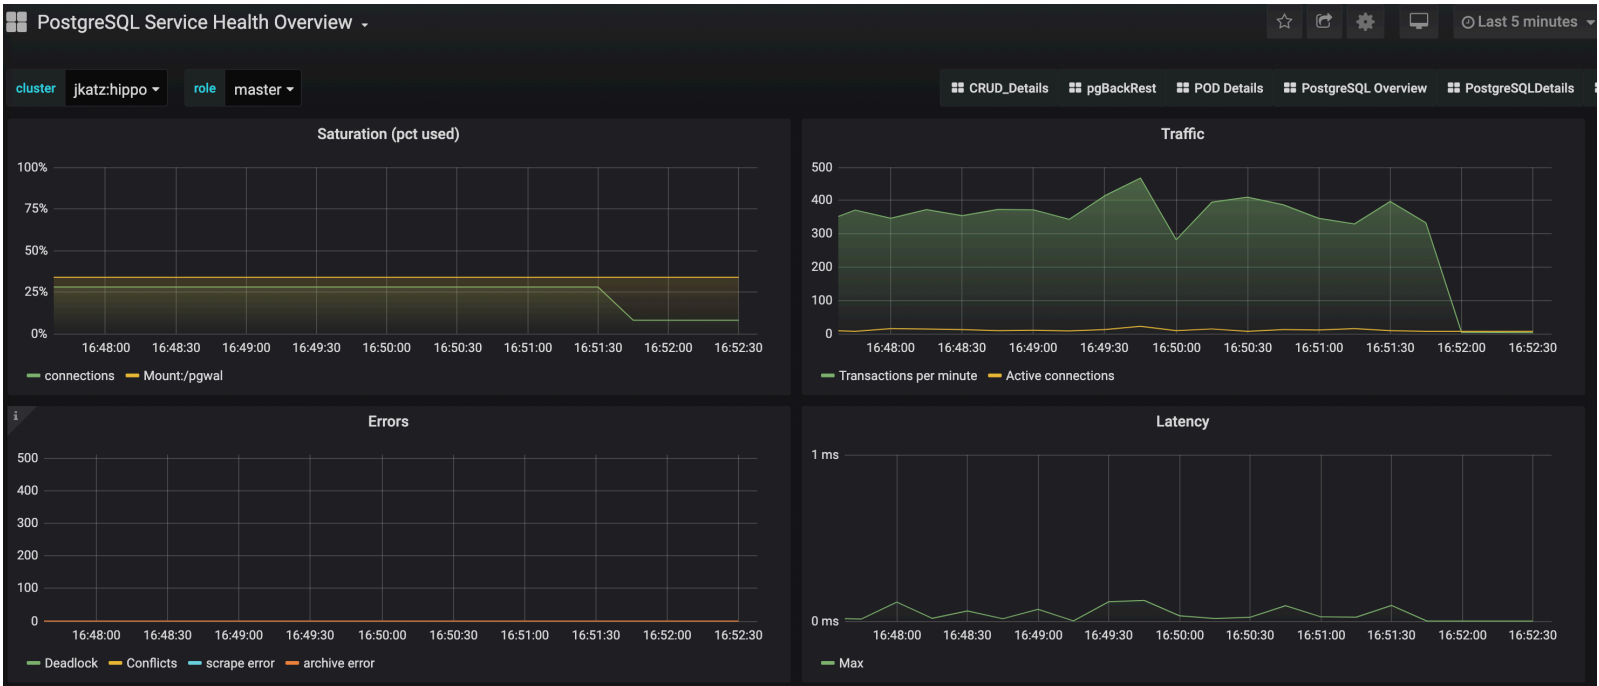 PostgreSQL Service Health Overview
Last 5 minutes
cluster jkatz:hippo role master
CRUD_Details pgBackRest POD Details PostgreSQL Overview PostgreSQLDetails
Saturation (pct used)
100%
75%
50%
25%
0%
16:48:00 16:48:30 16:49:00 16:49:30 16:50:00 16:50:30 16:51:00 16:51:30 16:52:00 16:52:30
connections Mount:/pgwal
Traffic
500
400
300
200
100
0
16:48:00 16:48:30 16:49:00 16:49:30 16:50:00 16:50:30 16:51:00 16:51:30 16:52:00 16:52:30
Transactions per minute Active connections
i
Errors
500
400
300
200
100
0
16:48:00 16:48:30 16:49:00 16:49:30 16:50:00 16:50:30 16:51:00 16:51:30 16:52:00 16:52:30
Deadlock Conflicts scrape error archive error
Latency
1 ms
0 ms
16:48:00 16:48:30 16:49:00 16:49:30 16:50:00 16:50:30 16:51:00 16:51:30 16:52:00 16:52:30
Max